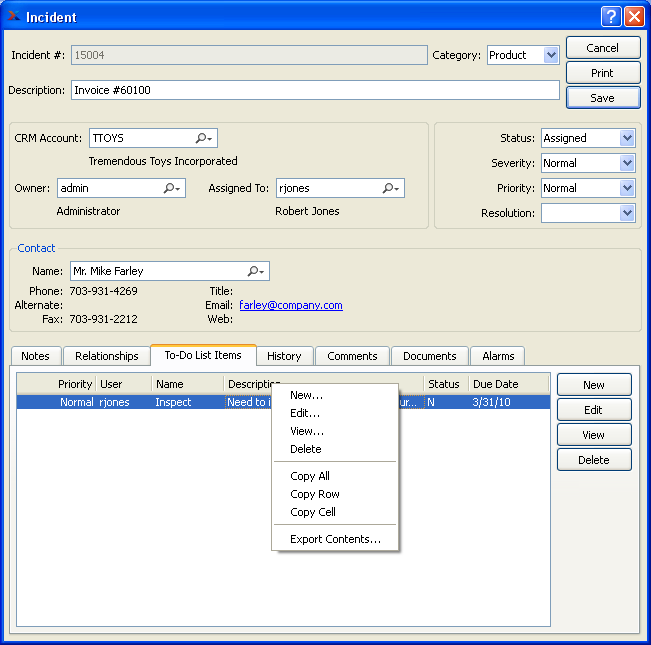 Incident
Incident #: 15004 Category: Product Cancel
Print
Description: Invoice #60100 Save
CRM Account: TTOYS Status: Assigned
Tremendous Toys Incorporated Severity: Normal
Owner: admin Assigned To: rjones Priority: Normal
Administrator Robert Jones Resolution:
Contact
Name: Mr. Mike Farley
Phone: 703-931-4269 Title:
Alternate: Email: farley@company.com
Fax: 703-931-2212 Web:
Notes Relationships To-Do List Items History Comments Documents Alarms
Priority User Name Description Status Due Date New
Normal rjones Inspect Need to i ur... N 3/31/10
New...
Edit... Edit
View... View
Delete Delete
Copy All
Copy Row
Copy Cell
Export Contents...